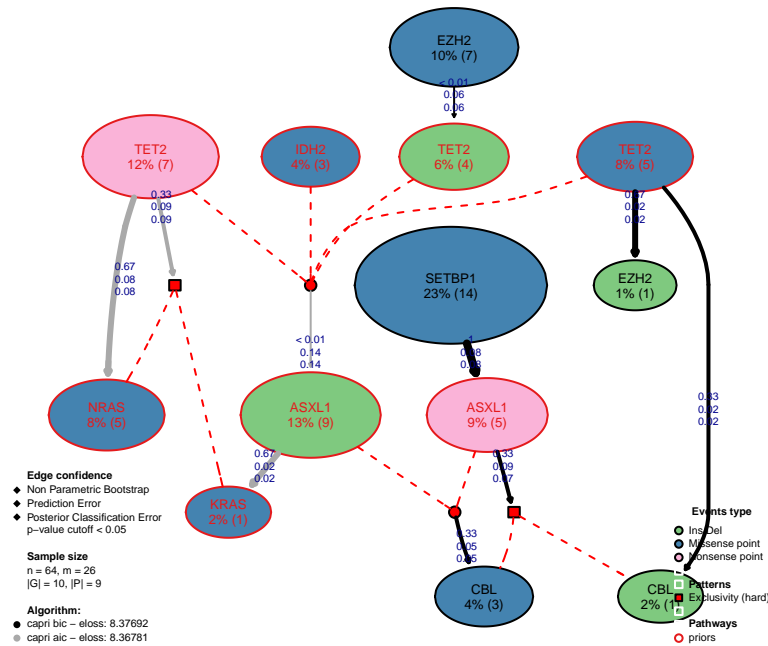 EZH2
10% (7)
< 0.01
0.06
0.06
TET2
12% (7)
IDH2
4% (3)
TET2
6% (4)
TET2
8% (5)
0.33
0.09
0.09
0.02
0.02
0.67
0.08
0.08
SETBP1
23% (14)
EZH2
1% (1)
< 0.01
0.14
0.14
1
0.08
NRAS
8% (5)
ASXL1
13% (9)
ASXL1
9% (5)
0.02
0.02
0.67
0.02
0.02
0.33
0.09
0.07
Edge confidence
Non Parametric Bootstrap
Prediction Error
Posterior Classification Error
p−value cutoff < 0.05
KRAS
2% (1)
0.33
0.05
Events type
Ins/Del
Missense point
Nonsense point
Sample size
n = 64, m = 26
|G| = 10, |P| = 9
CBL
4% (3)
CBL
2% (1)
Patterns
Exclusivity (hard)
Algorithm:
capri bic − eloss: 8.37692
capri aic − eloss: 8.36781
Pathways
priors